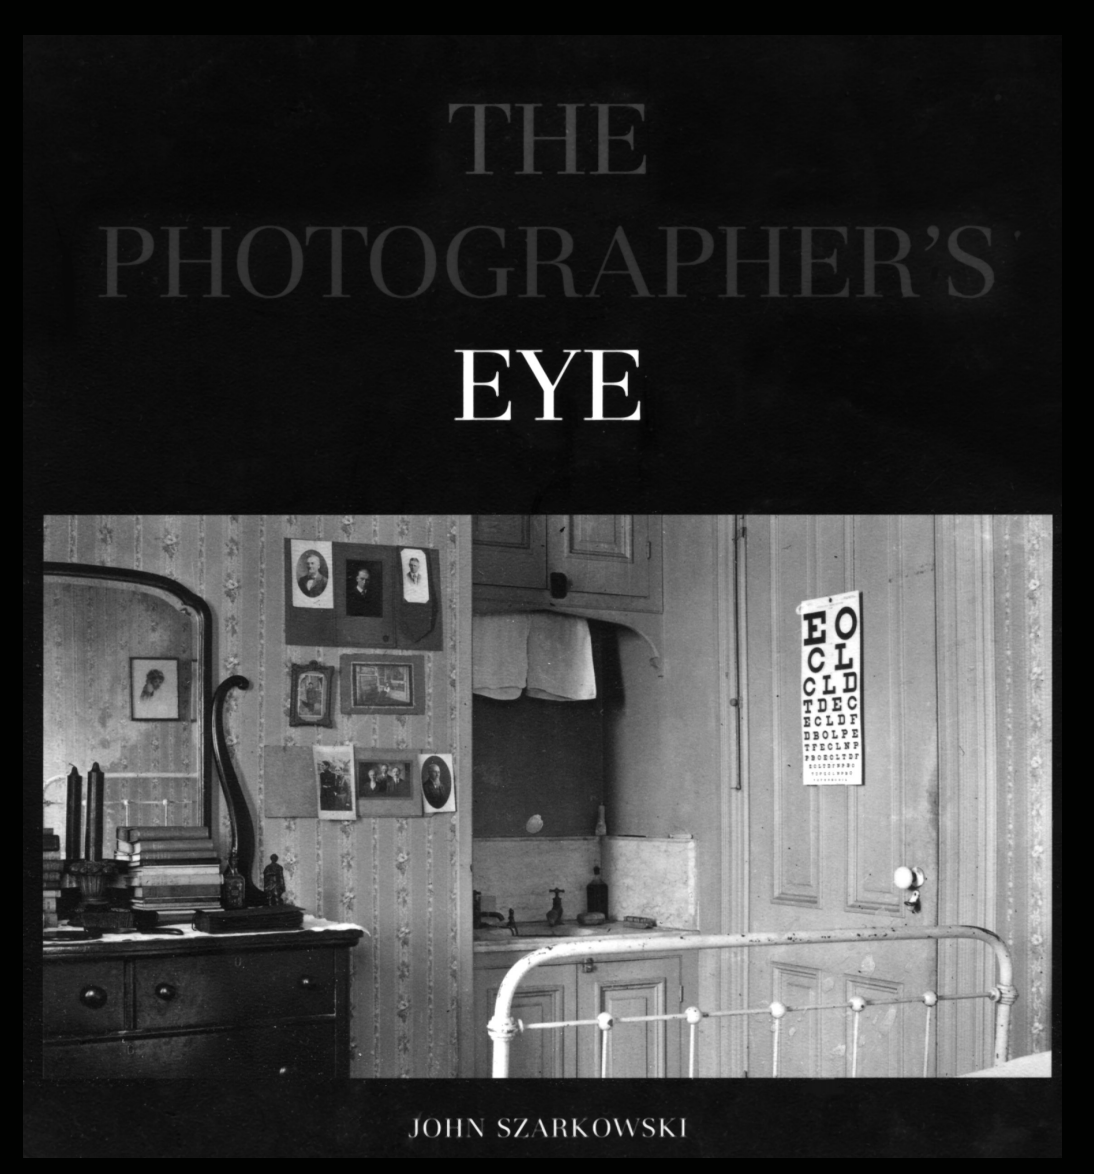 THE
PHOTOGRAPHER'S
EYE
E O
C L
C L D
T D E C
E C L D F
D B O L P E
T F E C L N P
JOHN SZARKOWSKI